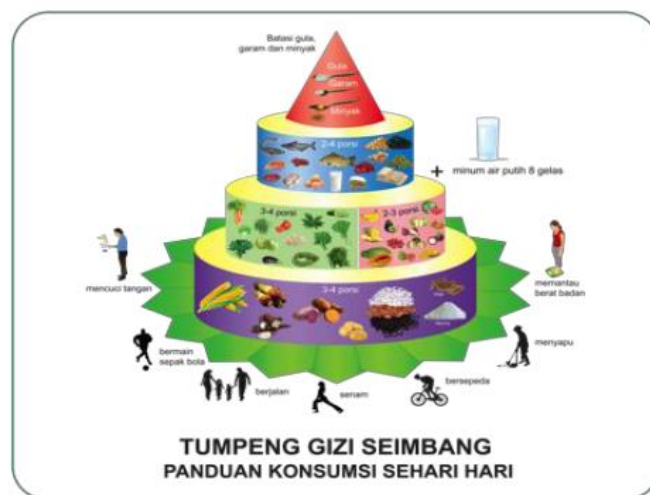 Batasi gula,
garam dan minyak
Gula
Garam
Minyak
2-4 porsi
+ minum air putih 8 gelas
3-4 porsi
2-3 porsi
mencuci tangan
memantau
berat badan
3-4 porsi
bermain
sepak bola
menyapu
berjalan
senam
bersepeda
TUMPENG GIZI SEIMBANG
PANDUAN KONSUMSI SEHARI HARI